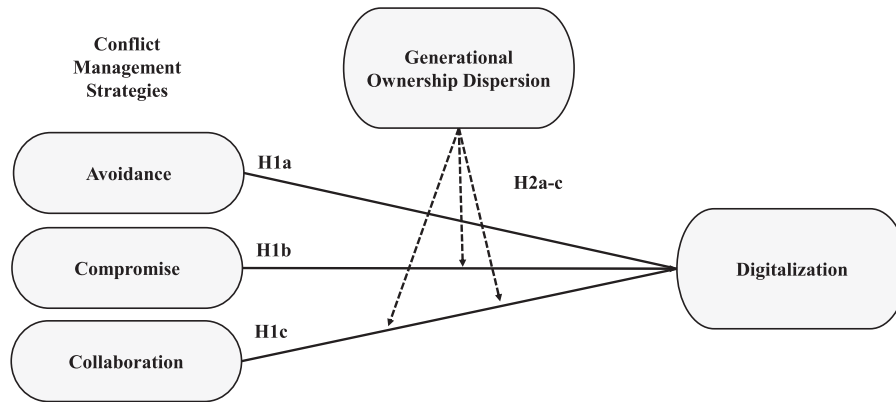 Conflict
Management
Strategies
Generational
Ownership Dispersion
Avoidance
H1a
H2a-c
Compromise
H1b
Digitalization
Collaboration
H1c